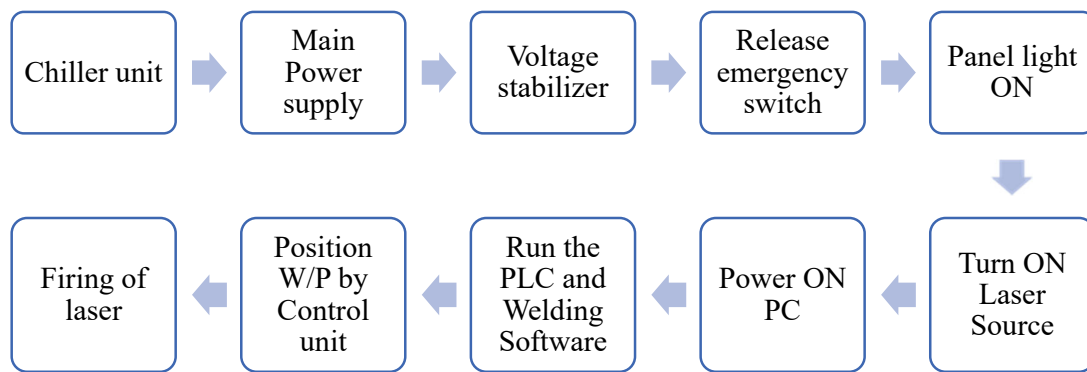 Chiller unit
Main
Power
supply
Voltage
stabilizer
Release
emergency
switch
Panel light
ON
Turn ON
Laser
Source
Power ON
PC
Run the
PLC and
Welding
Software
Position
W/P by
Control
unit
Firing of
laser